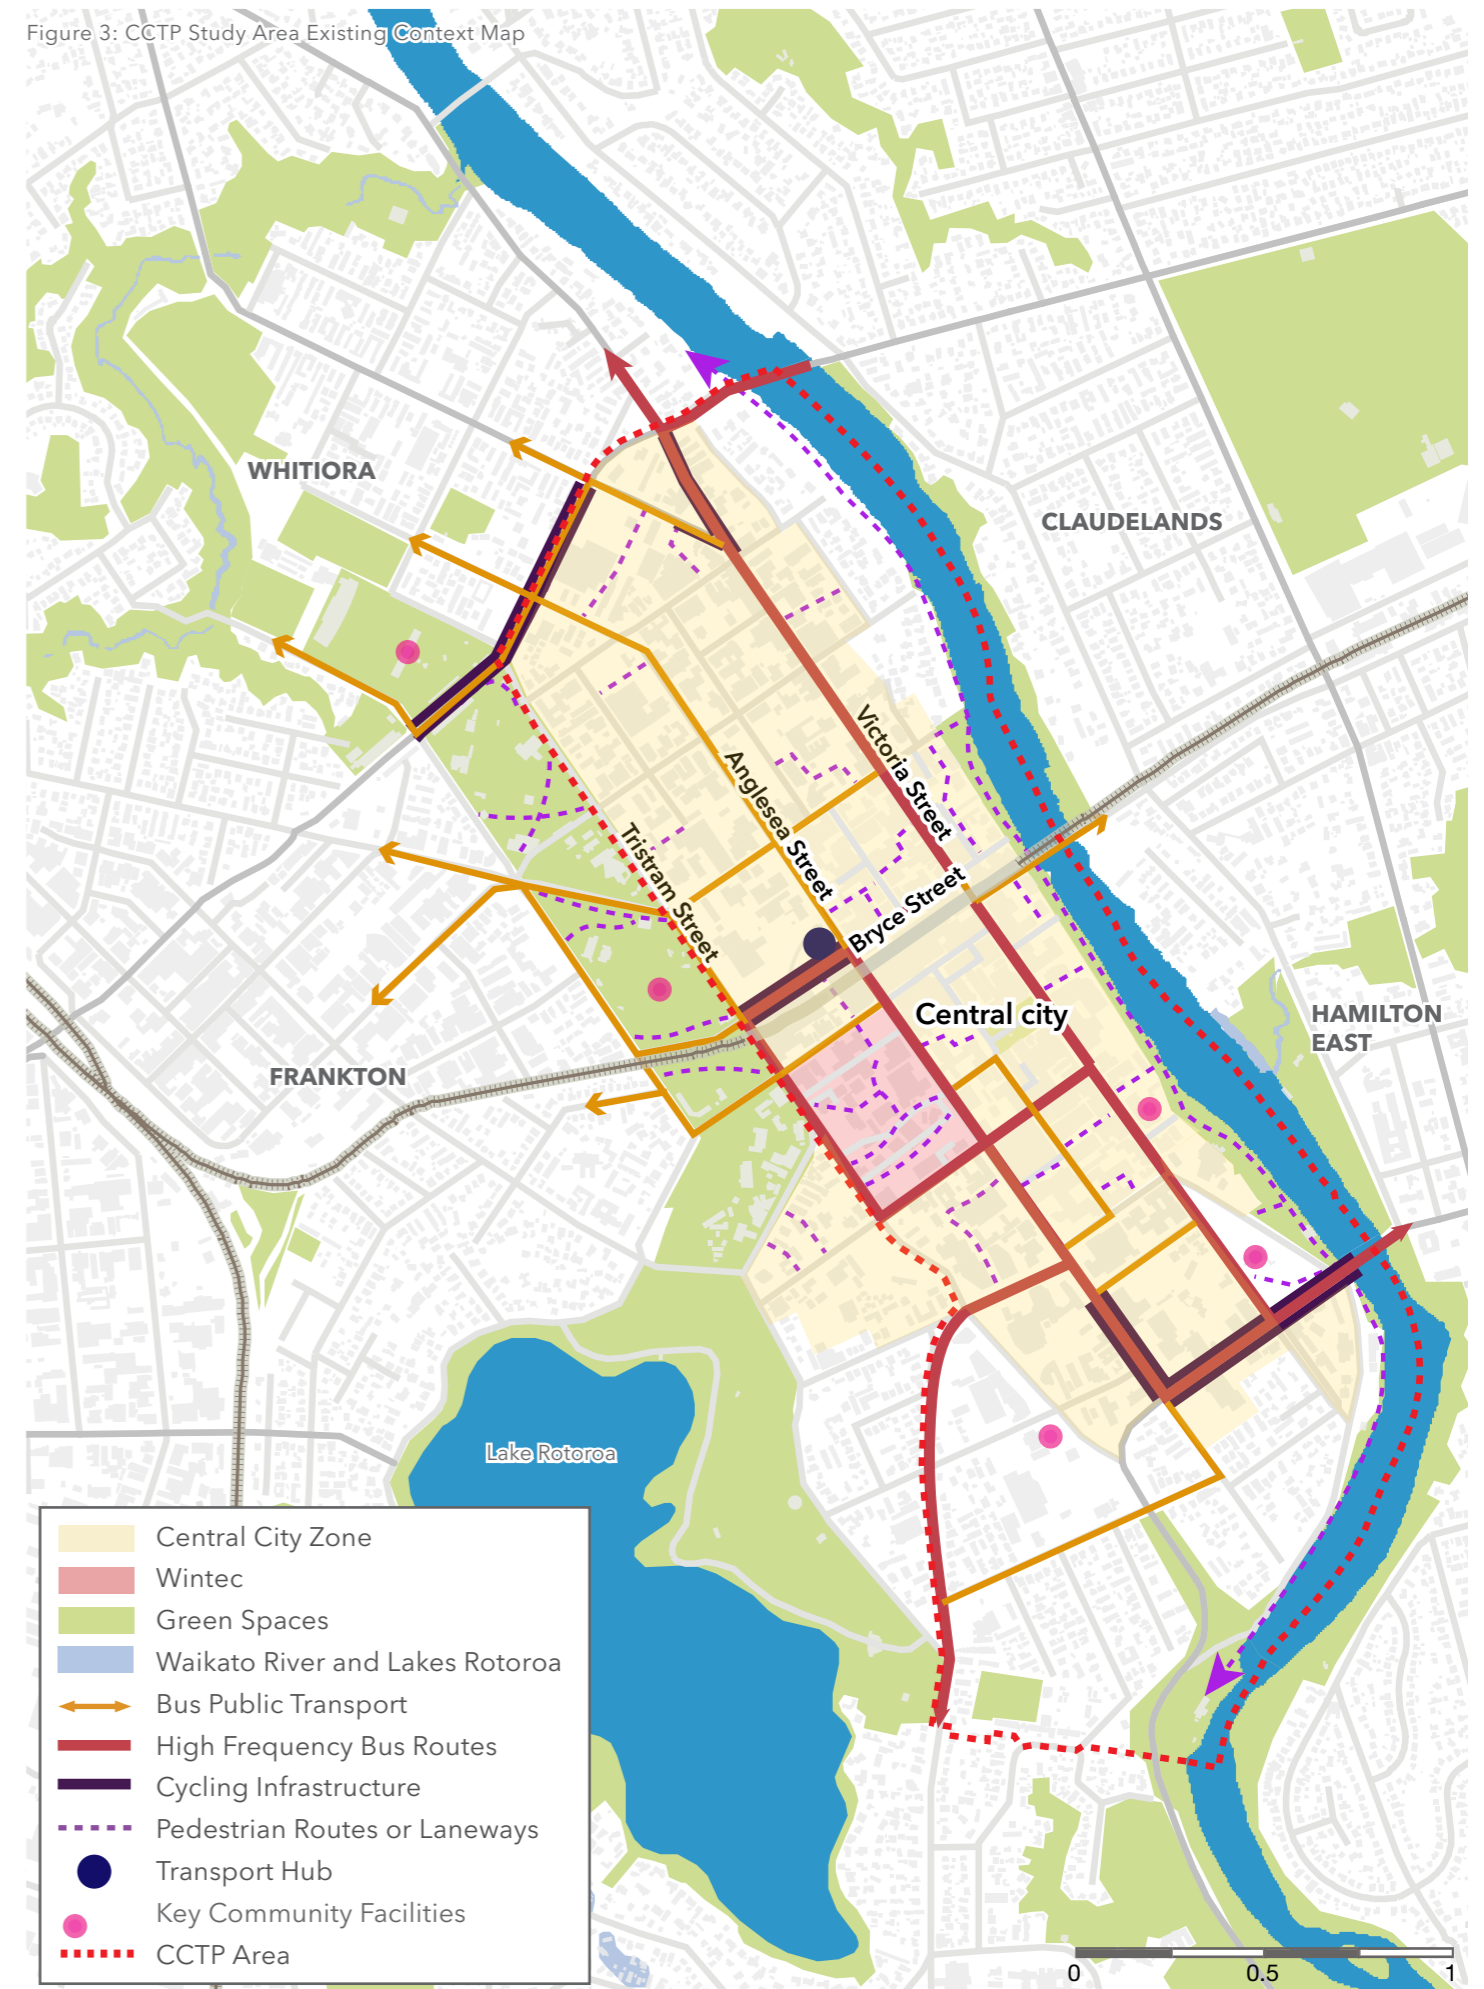 Figure 3: CCTP Study Area Existing Context Map
WHITIORA
CLAUDELANDS
Victoria Street
Anglesea Street
Tristram Street
Bryce Street
Central city
HAMILTON
EAST
FRANKTON
Lake Rotoroa
Central City Zone
Wintec
Green Spaces
Waikato River and Lakes Rotoroa
Bus Public Transport
High Frequency Bus Routes
Cycling Infrastructure
Pedestrian Routes or Laneways
Transport Hub
Key Community Facilities
CCTP Area
0 0.5 1